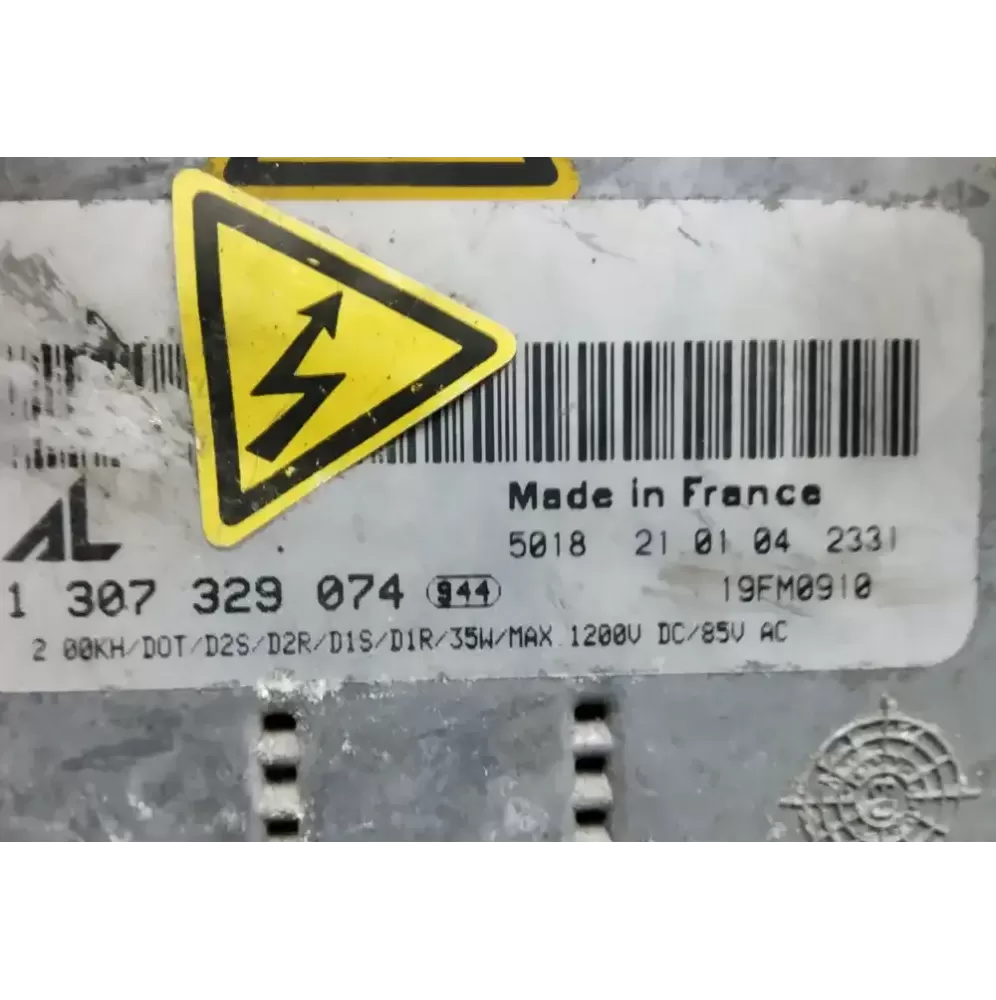 Made in France
AL
5018 21 01 04 2331
1 307 329 074 944
19FM0910
2 00KH/DOT/D2S/D2R/D1S/D1R/35W/MAX 1200V DC/85V AC